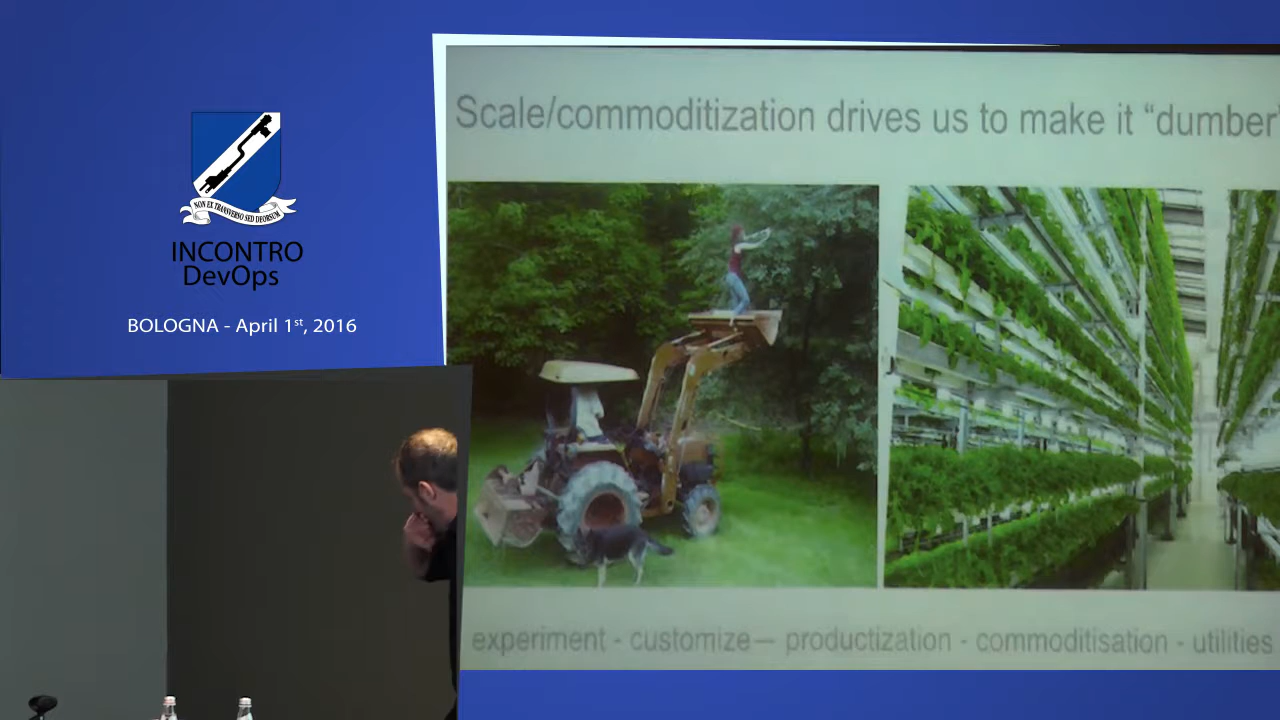 NON EX TRANSVERSO SED DEORSUM
INCONTRO
DevOps
BOLOGNA - April 1st, 2016
Scale/commoditization drives us to make it “dumber”
experiment - customize – productization - commoditisation - utilities